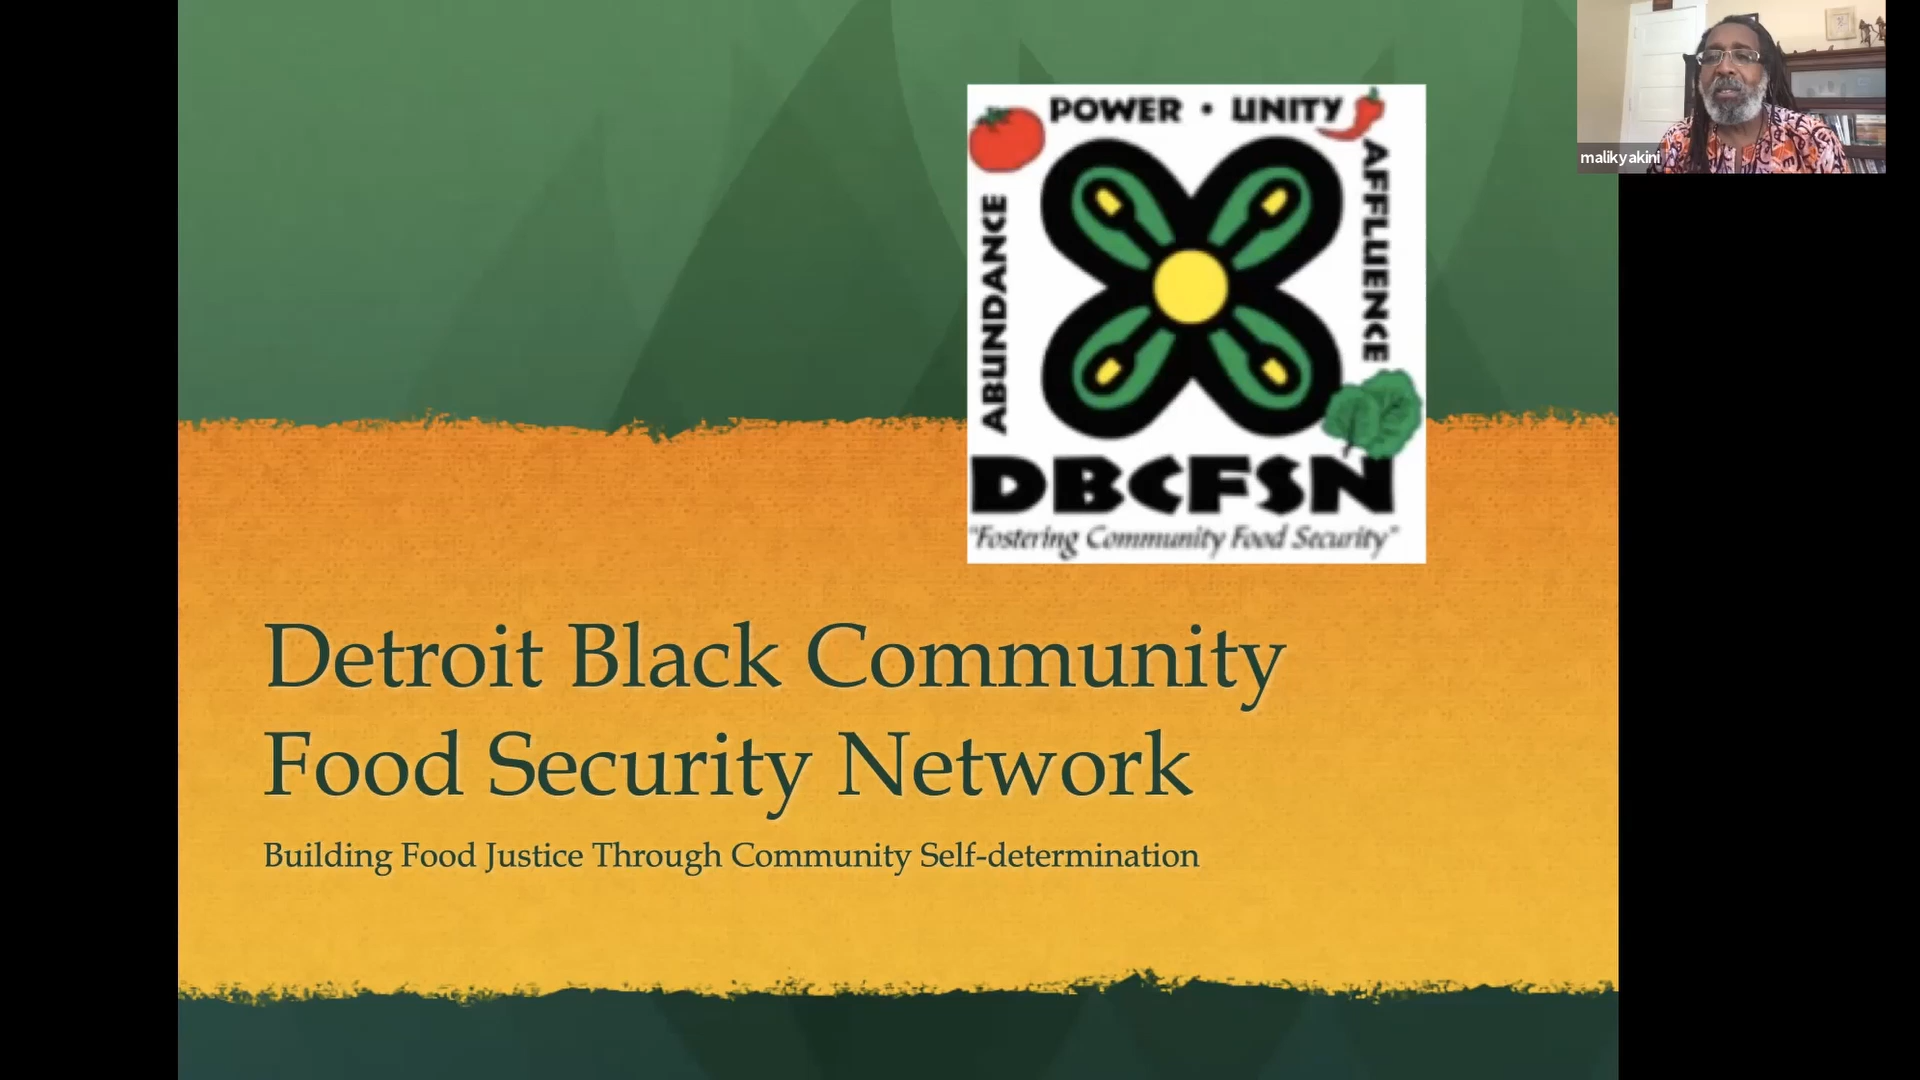 POWER • UNITY
ABUNDANCE
AFFLUENCE
DBCFSN
"Fostering Community Food Security"
malikyakini
Detroit Black Community
Food Security Network
Building Food Justice Through Community Self-determination